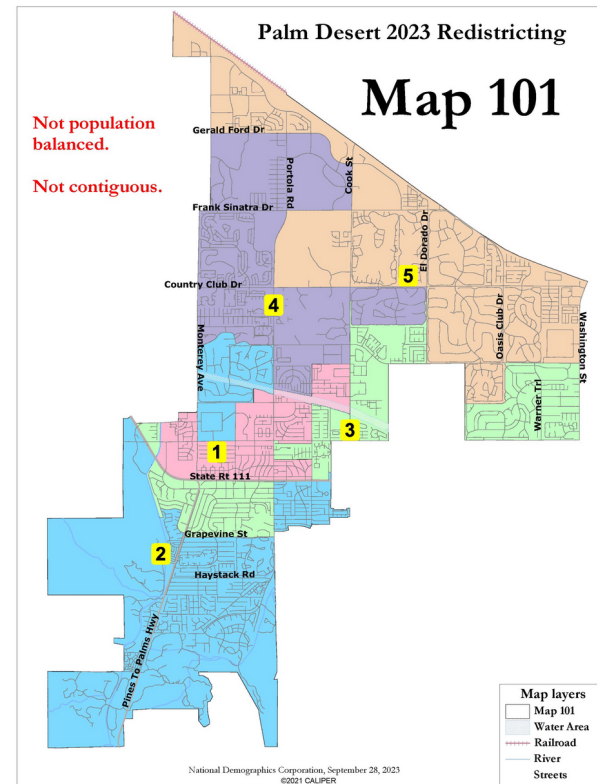 Palm Desert 2023 Redistricting
Map 101
Not population
balanced.
Not contiguous.
Gerald Ford Dr
Portola Rd
Cook St
Frank Sinatra Dr
El Dorado Dr
5
Country Club Dr
4
Oasis Club Dr
Washington St
Monterey Ave
Warner Trl
3
1
State Rt 111
Grapevine St
2
Haystack Rd
Pines To Palms Hwy
Map layers
Map 101
Water Area
Railroad
River
Streets
National Demographics Corporation, September 28, 2023
©2021 CALIPER